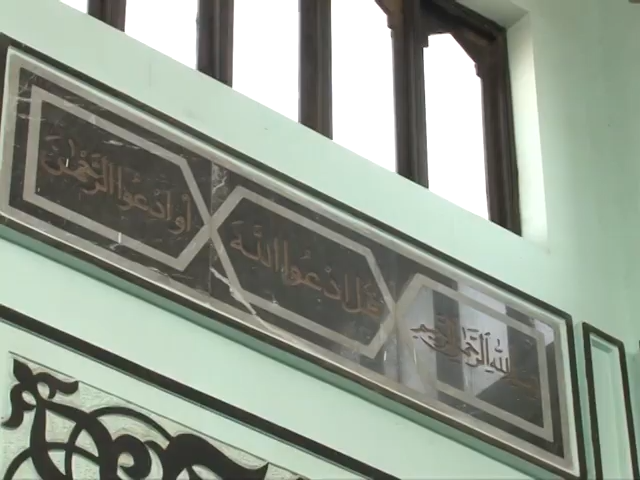 بسم الله الرحمن الرحيم
قل ادعوا الله
أو ادعوا الرحمن